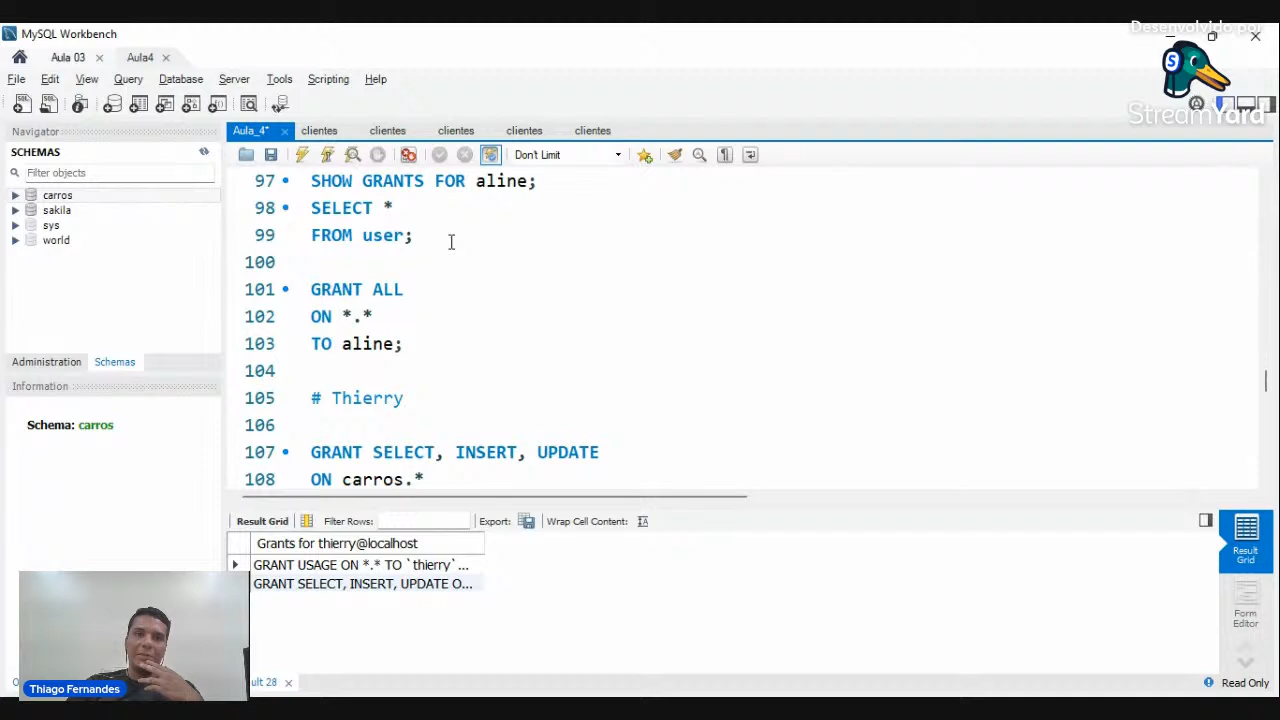 Desenvolvido por
StreamYard
MySQL Workbench
Aula 03
Aula4
File Edit View Query Database Server Tools Scripting Help
Navigator
SCHEMAS
Filter objects
carros
sakila
sys
world
Administration Schemas
Information
Schema: carros
Aula_4* clientes clientes clientes clientes clientes
Don't Limit
97 SHOW GRANTS FOR aline;
98 SELECT *
99 FROM user;
100
101 GRANT ALL
102 ON *.*
103 TO aline;
104
105 # Thierry
106
107 GRANT SELECT, INSERT, UPDATE
108 ON carros.*
Result Grid Filter Rows: Export: Wrap Cell Content:
Grants for thierry@localhost
GRANT USAGE ON *.* TO `thierry`...
GRANT SELECT, INSERT, UPDATE O...
Result
Grid
Form
Editor
Thiago Fernandes
ult 28
Read Only